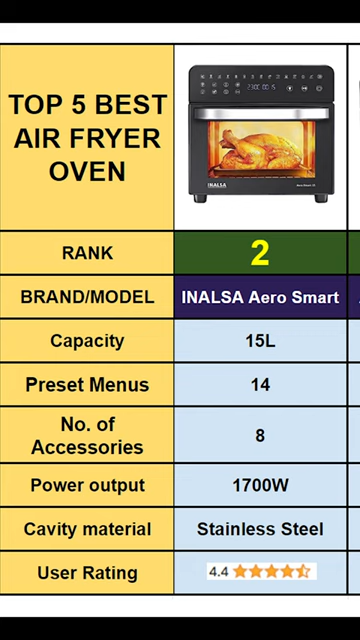 TOP 5 BEST
AIR FRYER
OVEN
INALSA
RANK
2
BRAND/MODEL
INALSA Aero Smart
Capacity
15L
Preset Menus
14
No. of
Accessories
8
Power output
1700W
Cavity material
Stainless Steel
User Rating
4.4